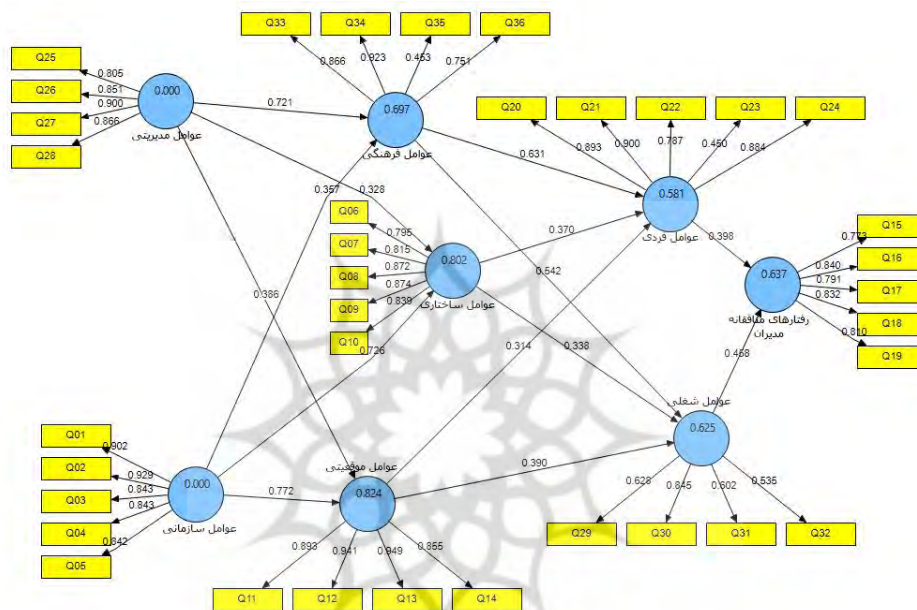 Q33 Q34 Q35 Q36
0.866 0.923 0.453 0.751
Q25
Q26
Q27
Q28
0.805
0.851
0.900
0.866
0.000
عوامل مدیریتی
0.721
0.697
عوامل فرهنگی
Q20 Q21 Q22 Q23 Q24
0.893 0.900 0.787 0.450 0.884
0.581
عوامل فردی
0.631
0.357
0.328
0.386
Q06
Q07
Q08
Q09
Q10
0.795
0.815
0.872
0.874
0.839
0.802
عوامل ساختاری
0.726
0.370
0.542
0.314
0.338
0.398
Q15
Q16
Q17
Q18
Q19
0.773
0.840
0.791
0.832
0.810
0.637
رفتارهای منافقانه
مدیران
0.458
عوامل شغلی
0.625
0.628 0.845 0.602 0.535
Q29 Q30 Q31 Q32
Q01
Q02
Q03
Q04
Q05
0.902
0.929
0.843
0.843
0.842
0.000
عوامل سازمانی
0.772
عوامل موقعیتی
0.824
0.390
0.893 0.941 0.949 0.855
Q11 Q12 Q13 Q14